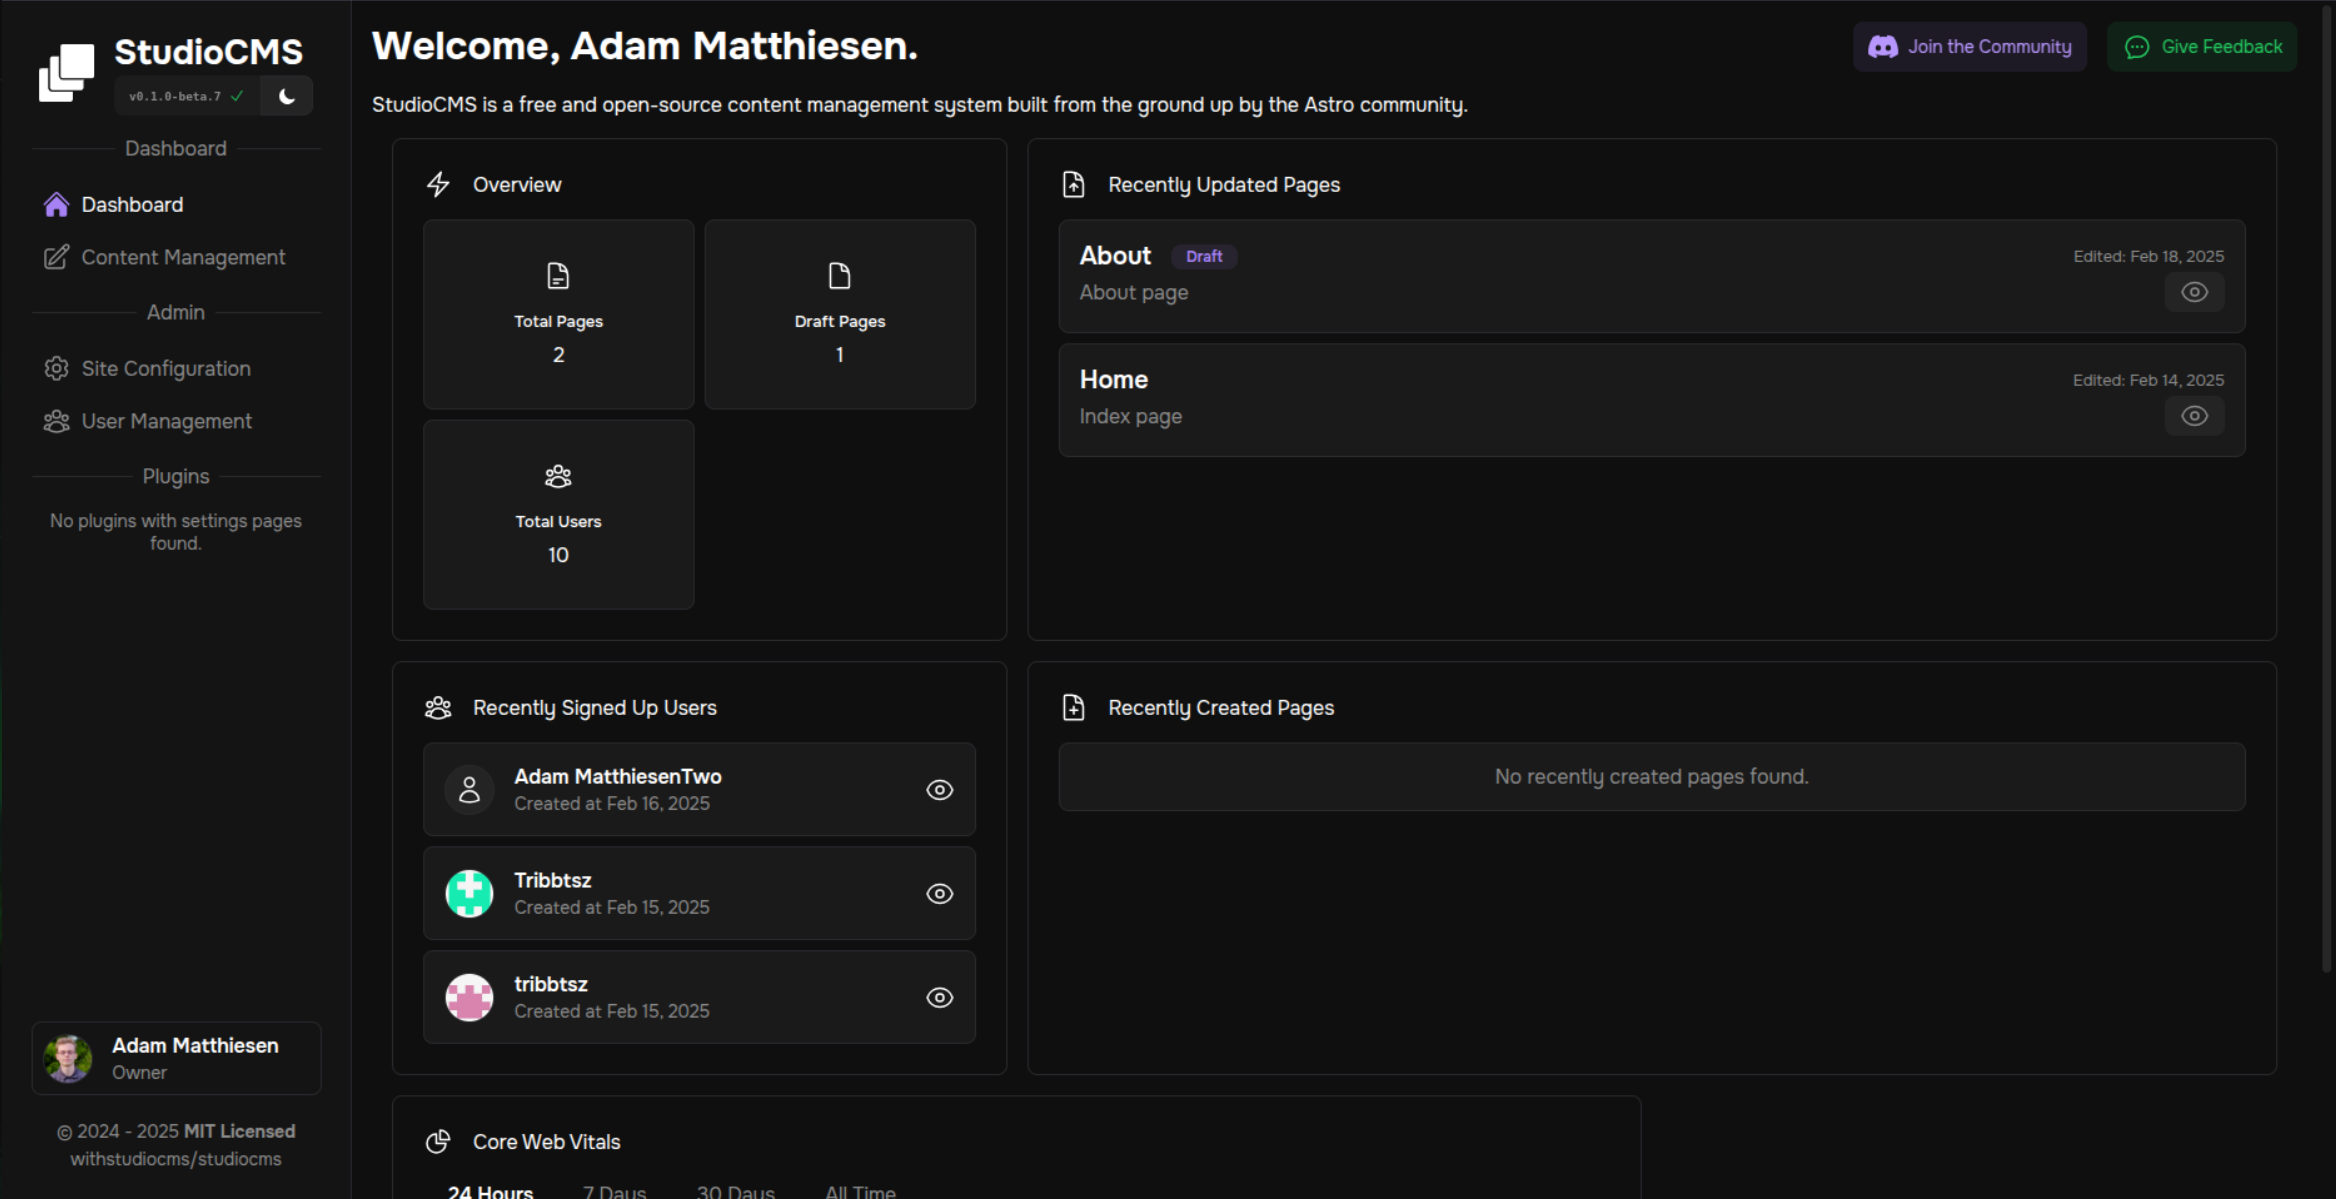 StudioCMS
v0.1.0-beta.7
Dashboard
Dashboard
Content Management
Admin
Site Configuration
User Management
Plugins
No plugins with settings pages
found.
Adam Matthiesen
Owner
© 2024 - 2025 MIT Licensed
withstudiocms/studiocms
Welcome, Adam Matthiesen.
Join the Community
Give Feedback
StudioCMS is a free and open-source content management system built from the ground up by the Astro community.
Overview
Total Pages
2
Draft Pages
1
Total Users
10
Recently Updated Pages
About Draft
Edited: Feb 18, 2025
About page
Home
Edited: Feb 14, 2025
Index page
Recently Signed Up Users
Adam MatthiesenTwo
Created at Feb 16, 2025
Tribbtsz
Created at Feb 15, 2025
tribbtsz
Created at Feb 15, 2025
Recently Created Pages
No recently created pages found.
Core Web Vitals
24 Hours 7 Days 30 Days All Time